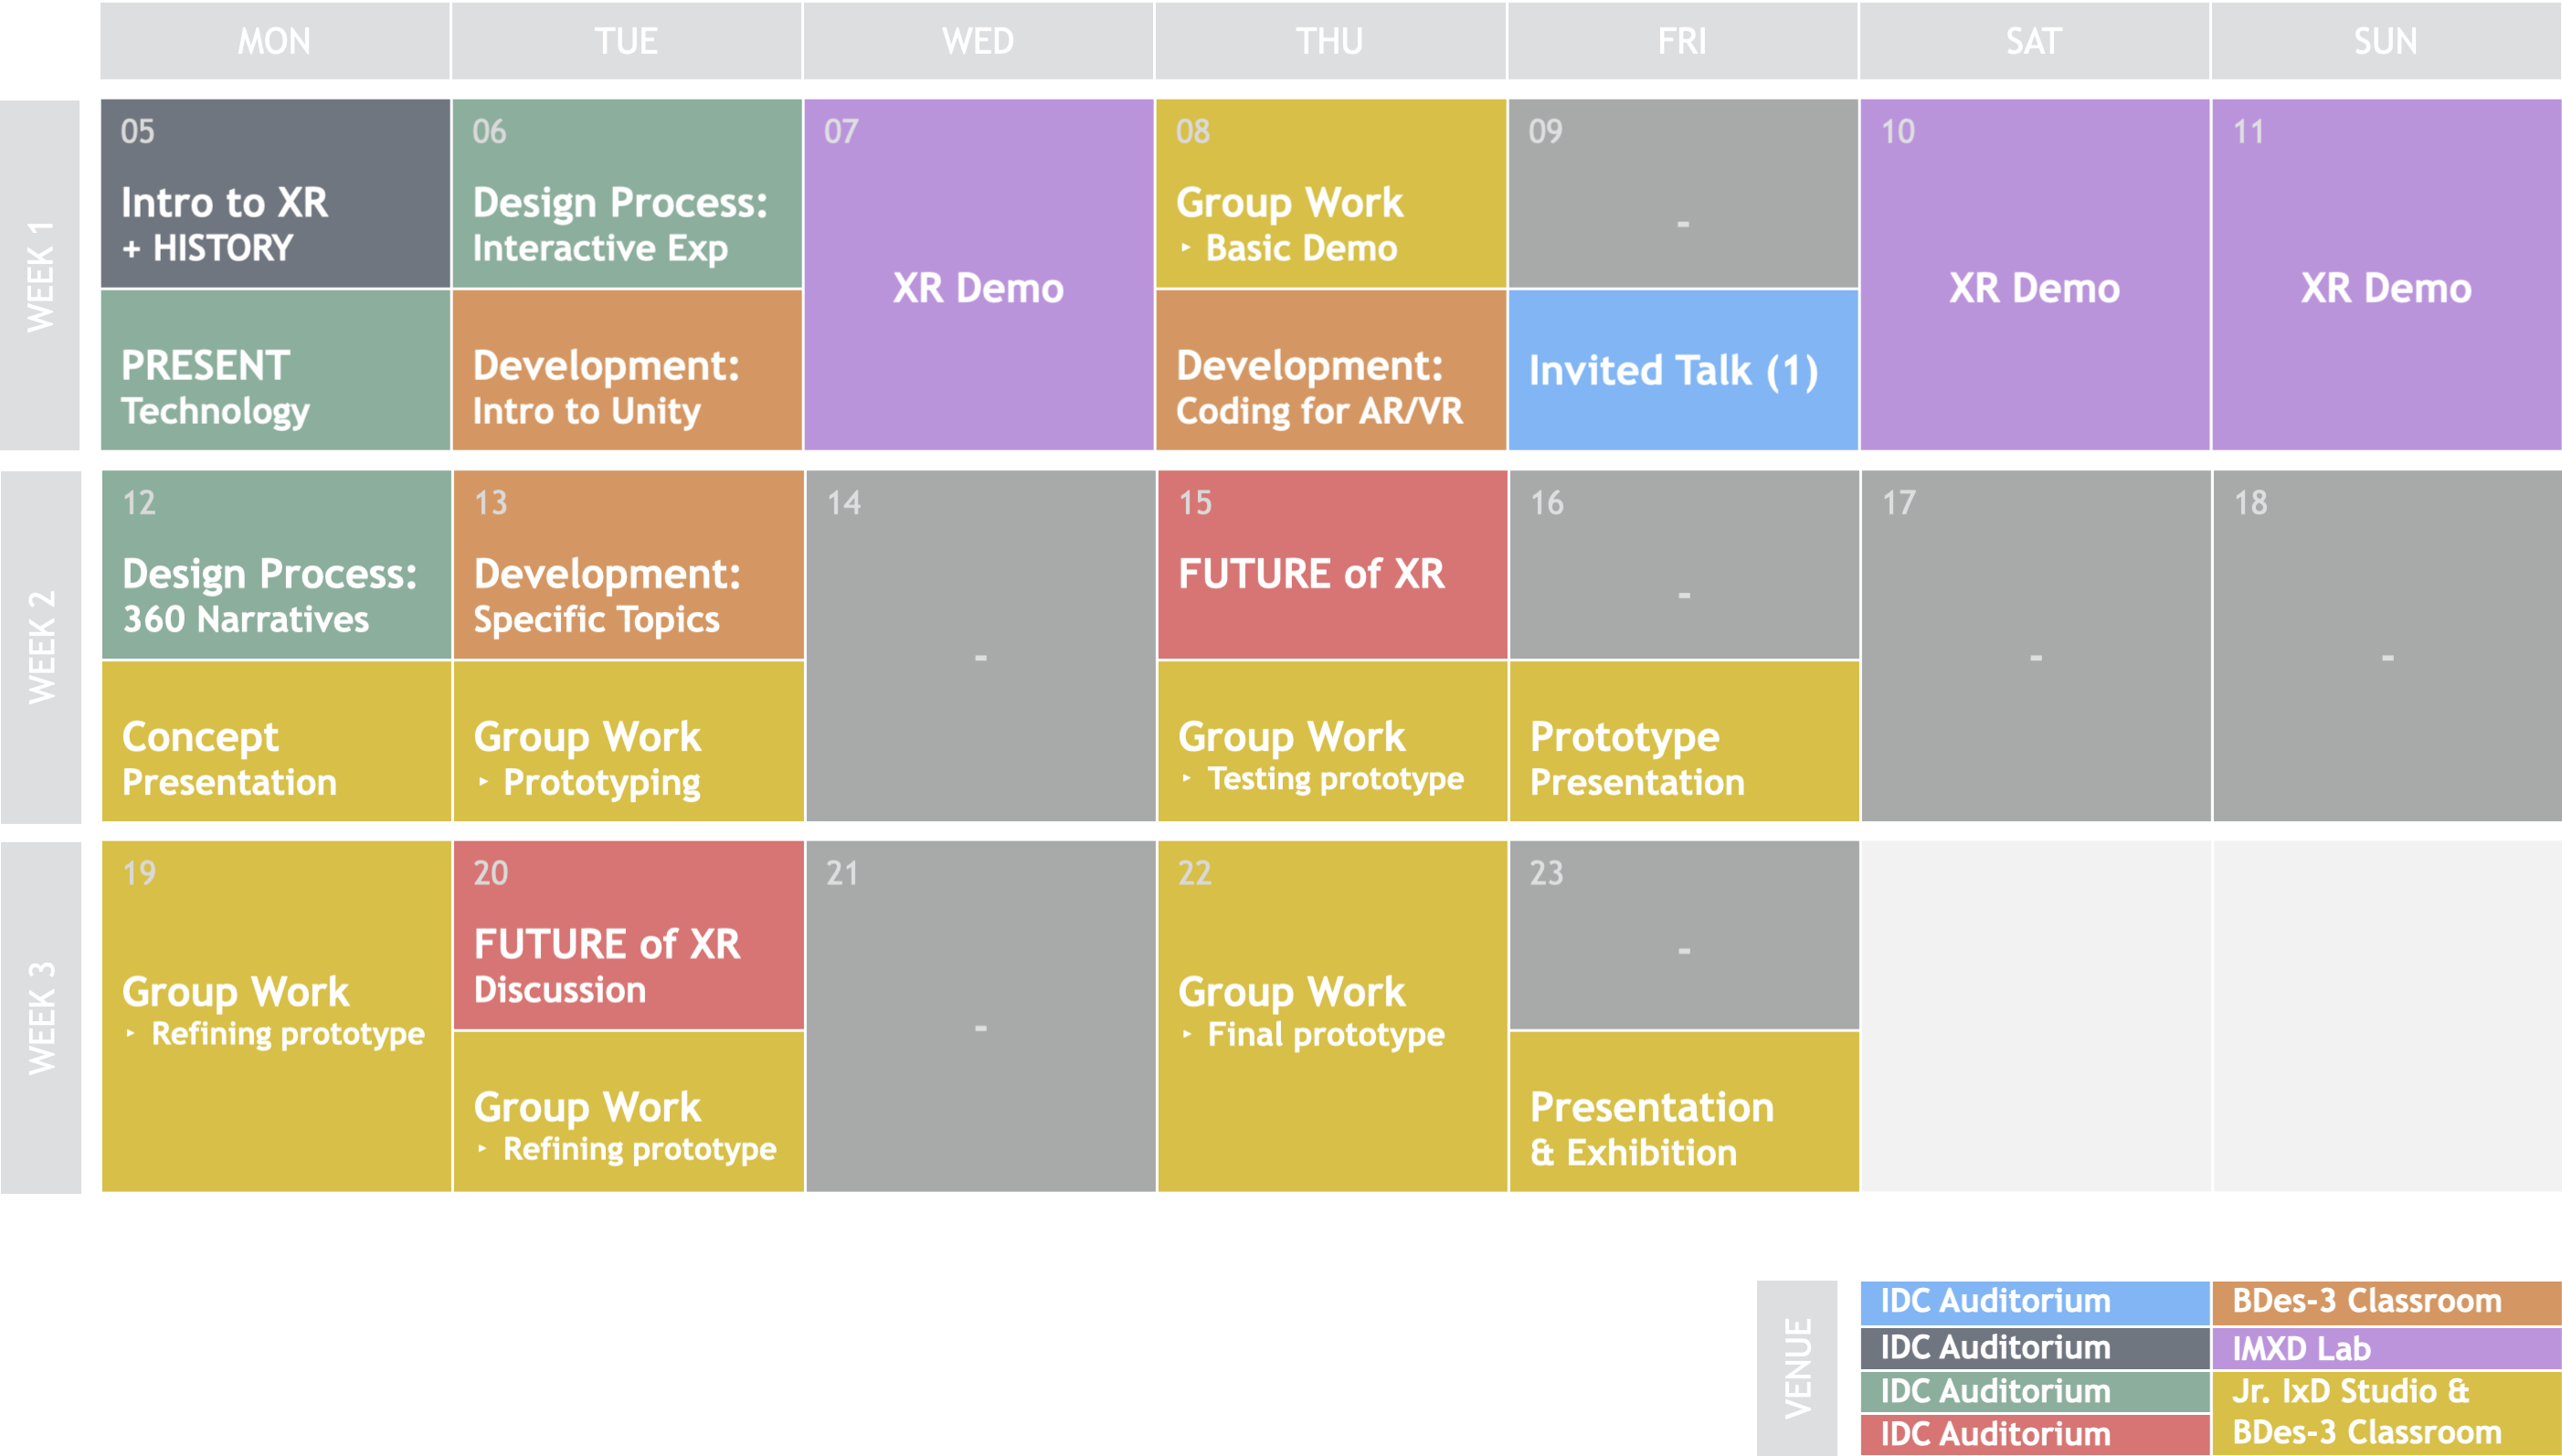 MON
TUE
WED
THU
FRI
SAT
SUN
WEEK 1
05
Intro to XR
+ HISTORY
PRESENT
Technology
06
Design Process:
Interactive Exp
Development:
Intro to Unity
07
XR Demo
08
Group Work
‣ Basic Demo
Development:
Coding for AR/VR
09
-
Invited Talk (1)
10
XR Demo
11
XR Demo
WEEK 2
12
Design Process:
360 Narratives
Concept
Presentation
13
Development:
Specific Topics
Group Work
‣ Prototyping
14
-
15
FUTURE of XR
Group Work
‣ Testing prototype
16
-
Prototype
Presentation
17
-
18
-
WEEK 3
19
Group Work
‣ Refining prototype
20
FUTURE of XR
Discussion
Group Work
‣ Refining prototype
21
-
22
Group Work
‣ Final prototype
23
-
Presentation
& Exhibition
VENUE
IDC Auditorium
IDC Auditorium
IDC Auditorium
IDC Auditorium
BDes-3 Classroom
IMXD Lab
Jr. IxD Studio &
BDes-3 Classroom